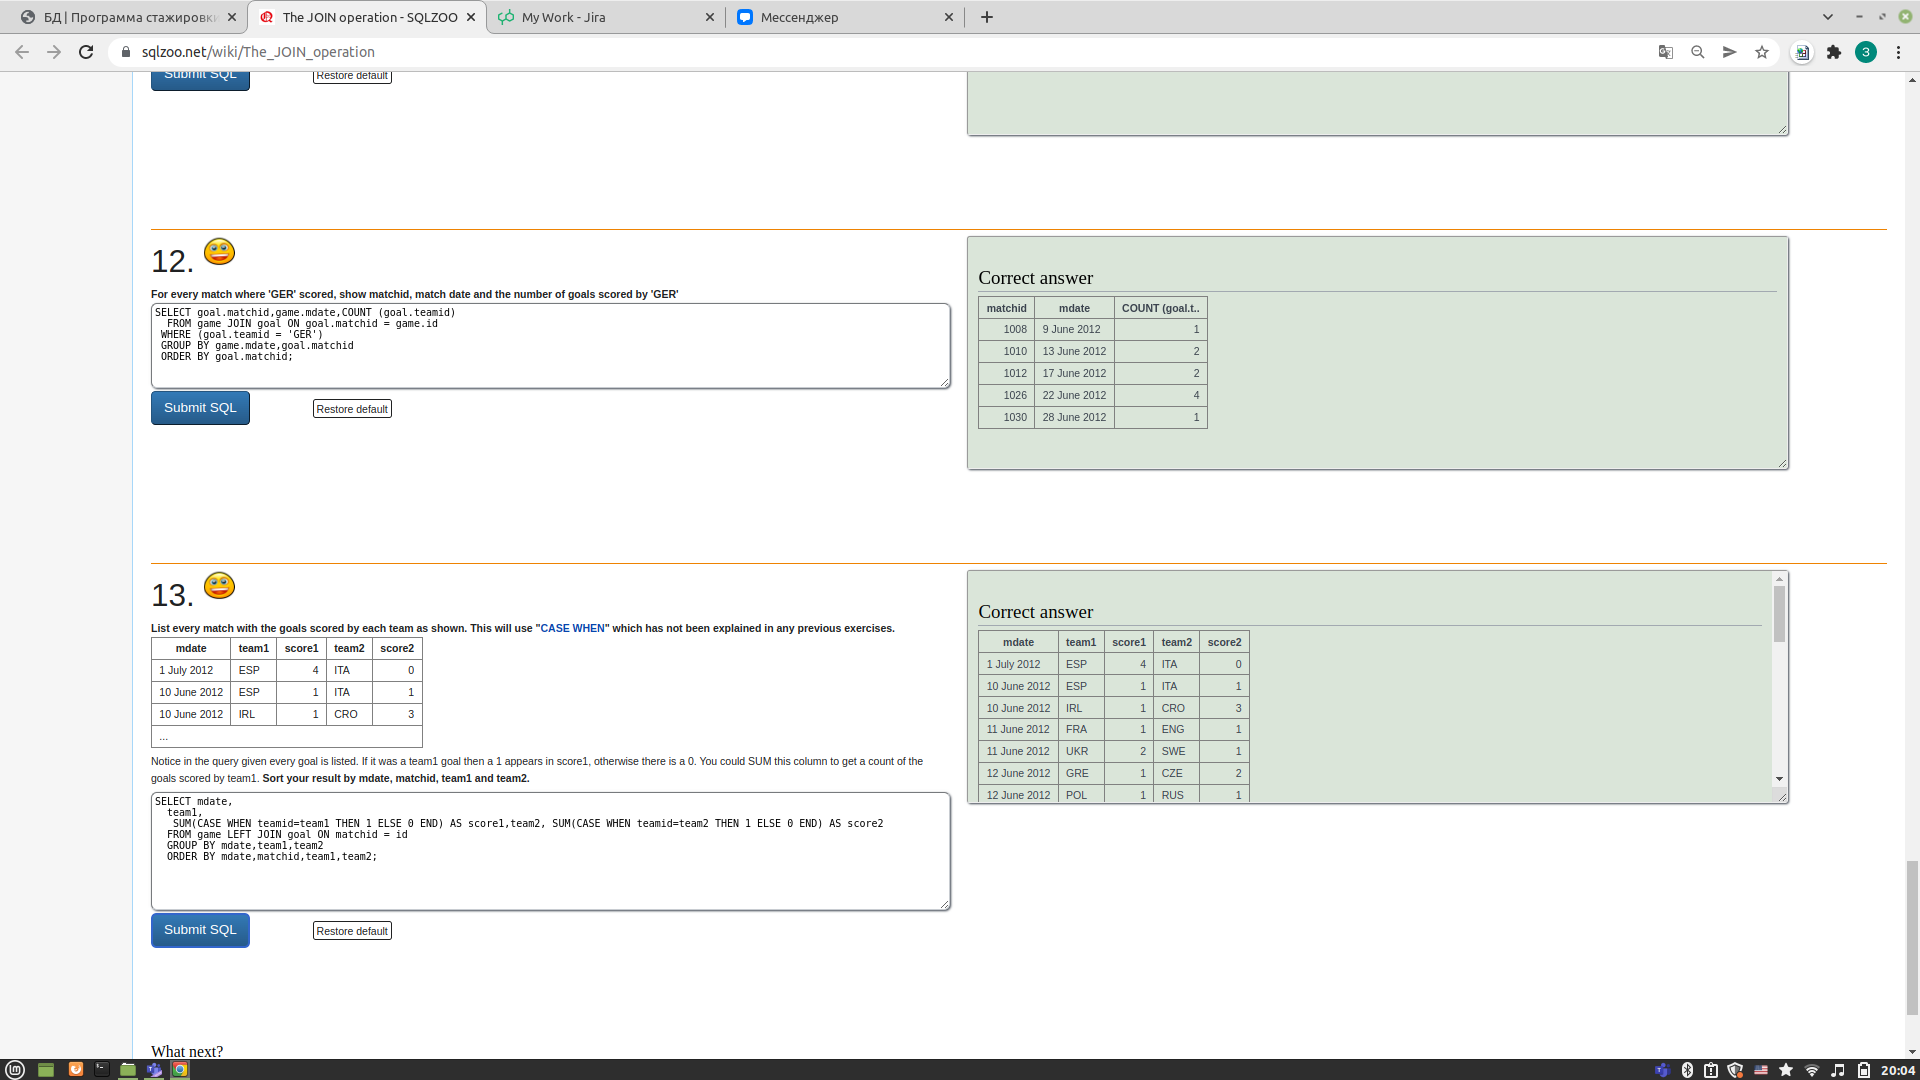 БД | Программа стажировки
The JOIN operation - SQLZOO
My Work - Jira
Мессенджер
sqlzoo.net/wiki/The_JOIN_operation
3
Submit SQL
Restore default
12.
For every match where 'GER' scored, show matchid, match date and the number of goals scored by 'GER'
SELECT goal.matchid,game.mdate,COUNT (goal.teamid)
FROM game JOIN goal ON goal.matchid = game.id
WHERE (goal.teamid = 'GER')
GROUP BY game.mdate,goal.matchid
ORDER BY goal.matchid;
Submit SQL
Restore default
Correct answer
matchid mdate COUNT (goal.t..
1008 9 June 2012 1
1010 13 June 2012 2
1012 17 June 2012 2
1026 22 June 2012 4
1030 28 June 2012 1
13.
List every match with the goals scored by each team as shown. This will use "CASE WHEN" which has not been explained in any previous exercises.
mdate team1 score1 team2 score2
1 July 2012 ESP 4 ITA 0
10 June 2012 ESP 1 ITA 1
10 June 2012 IRL 1 CRO 3
...
Notice in the query given every goal is listed. If it was a team1 goal then a 1 appears in score1, otherwise there is a 0. You could SUM this column to get a count of the
goals scored by team1. Sort your result by mdate, matchid, team1 and team2.
SELECT mdate,
team1,
SUM(CASE WHEN teamid=team1 THEN 1 ELSE 0 END) AS score1,team2, SUM(CASE WHEN teamid=team2 THEN 1 ELSE 0 END) AS score2
FROM game LEFT JOIN goal ON matchid = id
GROUP BY mdate,team1,team2
ORDER BY mdate,matchid,team1,team2;
Submit SQL
Restore default
Correct answer
mdate team1 score1 team2 score2
1 July 2012 ESP 4 ITA 0
10 June 2012 ESP 1 ITA 1
10 June 2012 IRL 1 CRO 3
11 June 2012 FRA 1 ENG 1
11 June 2012 UKR 2 SWE 1
12 June 2012 GRE 1 CZE 2
12 June 2012 POL 1 RUS 1
What next?
20:04